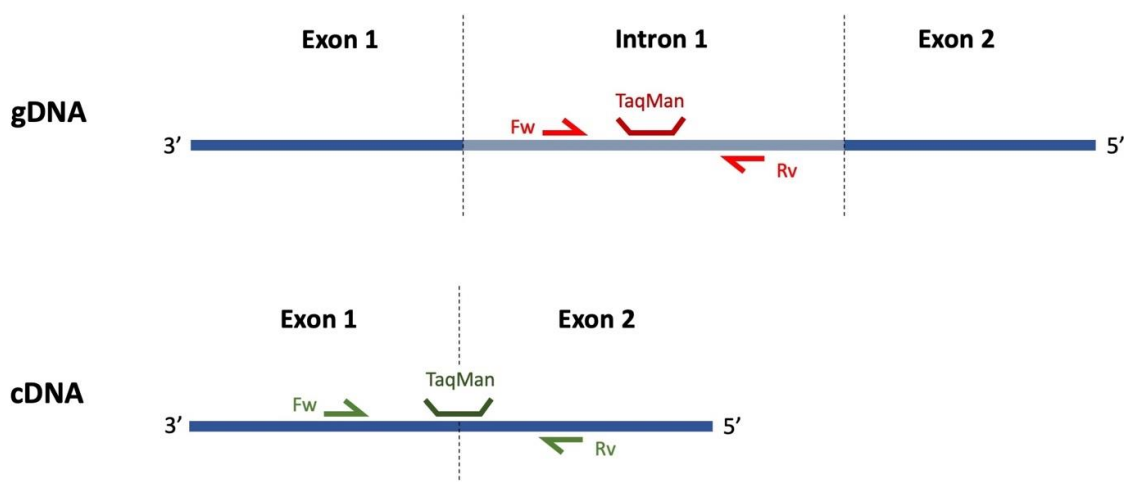 Exon 1 Intron 1 Exon 2
gDNA
TaqMan
Fw
3’ 5’
Rv
Exon 1 Exon 2
cDNA
TaqMan
Fw
3’ 5’
Rv